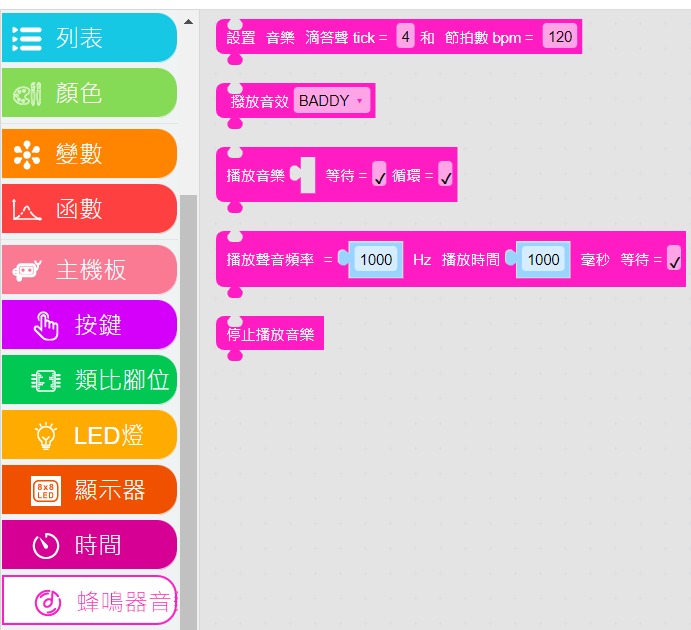 列表
顏色
變數
函數
主機板
按鍵
類比腳位
LED燈
8x8
LED
顯示器
時間
蜂鳴器音
設置 音樂 滴答聲 tick = 4 和 節拍數 bpm = 120
撥放音效 BADDY
播放音樂 等待 = 循環 =
播放聲音頻率 = 1000 Hz 播放時間 1000 毫秒 等待 =
停止播放音樂